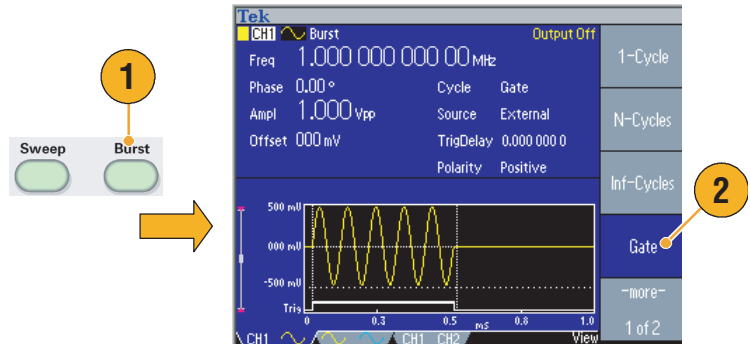 1
Sweep Burst
Tek
CH1 Burst Output Off
Freq 1.000 000 000 00 MHz
Phase 0.00 °
Ampl 1.000 Vpp
Offset 000 mV
Cycle Gate
Source External
TrigDelay 0.000 000 0
Polarity Positive
500 mV
000 mV
-500 mV
Trig
0 0.3 0.5 ms 0.8 1.0
CH1 CH1 CH2 View
1-Cycle
N-Cycles
Inf-Cycles
Gate
-more-
1 of 2
2